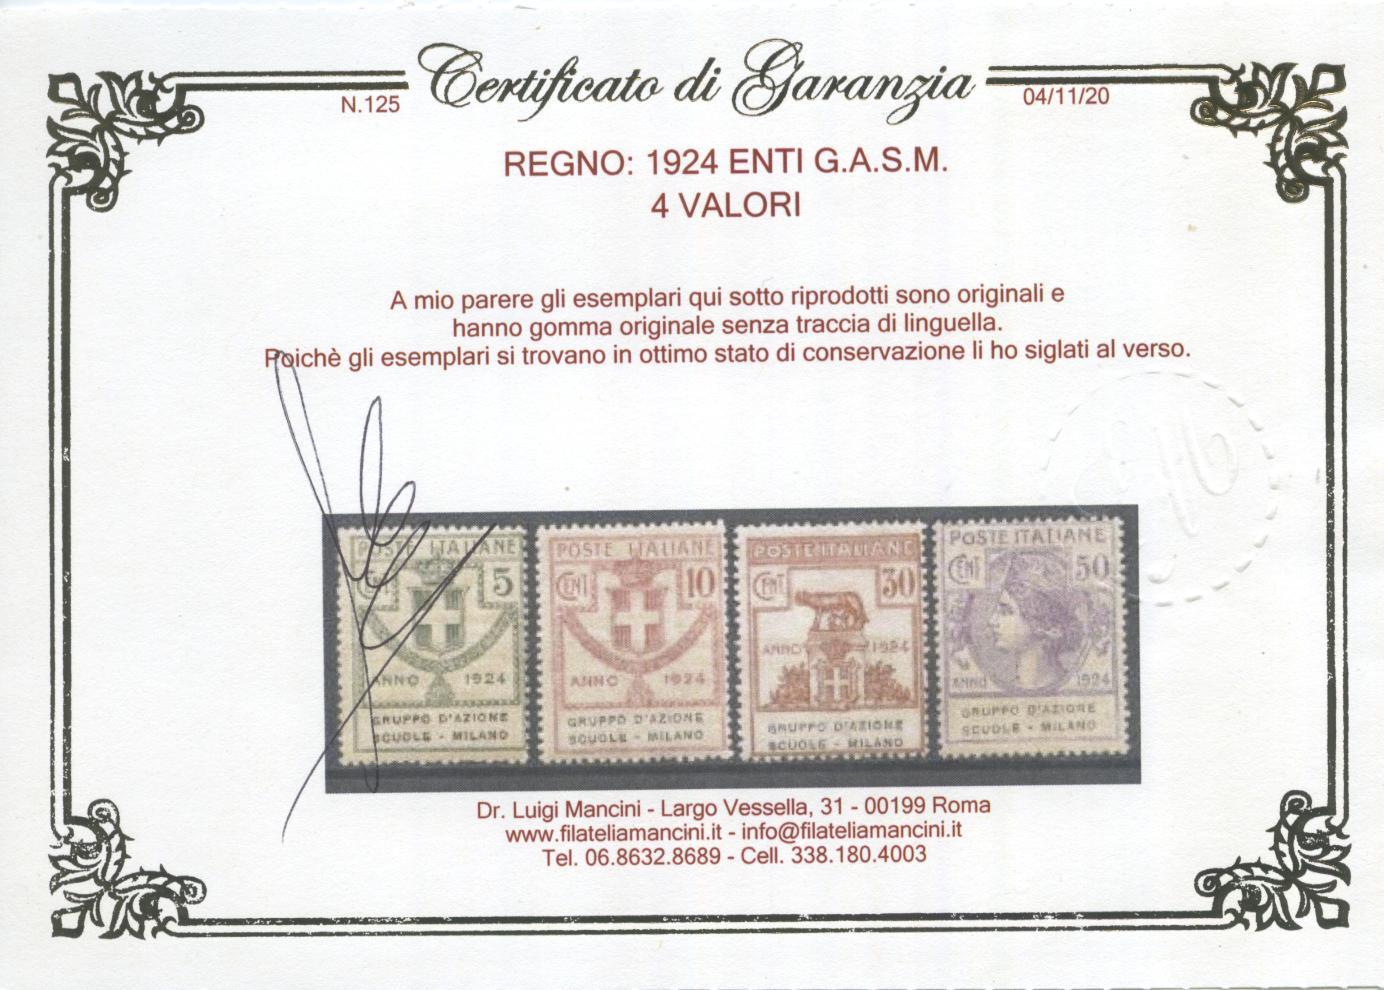 Certificato di Garanzia
N.125
04/11/20
REGNO: 1924 ENTI G.A.S.M.
4 VALORI
A mio parere gli esemplari qui sotto riprodotti sono originali e
hanno gomma originale senza traccia di linguella.
Poichè gli esemplari si trovano in ottimo stato di conservazione li ho siglati al verso.
POSTE ITALIANE
CENT 5
ANNO 1924
GRUPPO D'AZIONE
SCUOLE - MILANO
POSTE ITALIANE
CENT 10
ANNO 1924
GRUPPO D'AZIONE
SCUOLE - MILANO
POSTE ITALIANE
CENT 30
ANNO 1924
GRUPPO D'AZIONE
SCUOLE - MILANO
POSTE ITALIANE
CENT 50
ANNO 1924
GRUPPO D'AZIONE
SCUOLE - MILANO
Dr. Luigi Mancini - Largo Vessella, 31 - 00199 Roma
www.filateliamancini.it - info@filateliamancini.it
Tel. 06.8632.8689 - Cell. 338.180.4003